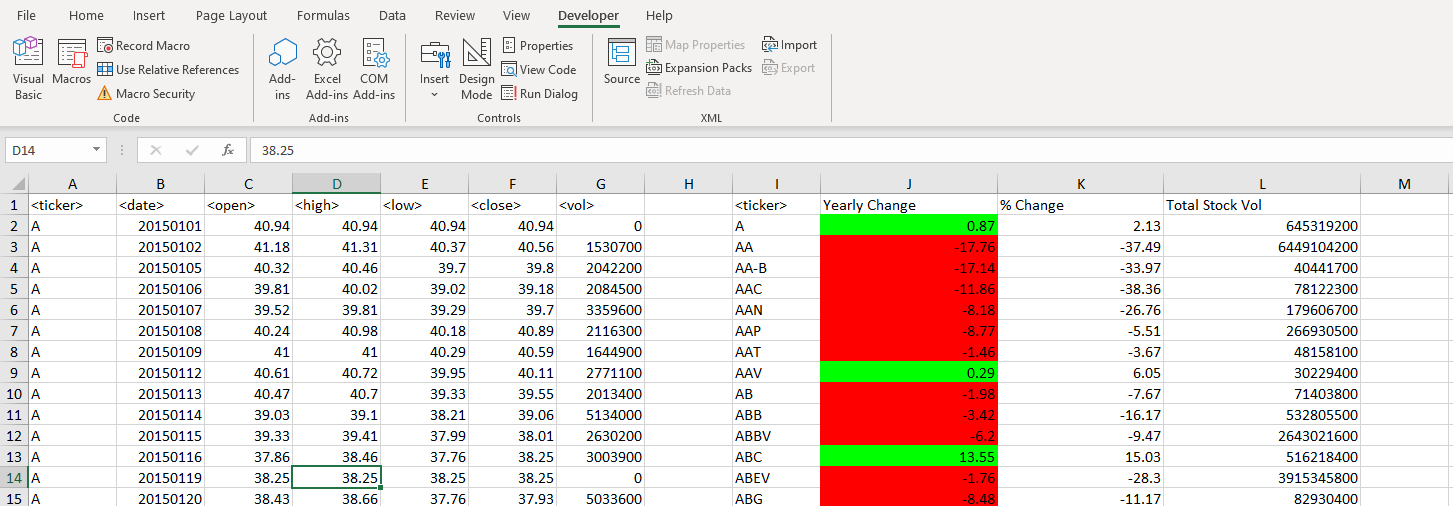 File Home Insert Page Layout Formulas Data Review View Developer Help
Visual Basic
Macros
Record Macro
Use Relative References
Macro Security
Code
Add-ins
Excel Add-ins
COM Add-ins
Add-ins
Insert
Design Mode
Properties
View Code
Run Dialog
Controls
Source
Map Properties
Expansion Packs
Refresh Data
Import
Export
XML
D14 fx 38.25
A B C D E F G H I J K L M
1 <ticker> <date> <open> <high> <low> <close> <vol> <ticker> Yearly Change % Change Total Stock Vol
2 A 20150101 40.94 40.94 40.94 40.94 0 A 0.87 2.13 645319200
3 A 20150102 41.18 41.31 40.37 40.56 1530700 AA -17.76 -37.49 6449104200
4 A 20150105 40.32 40.46 39.7 39.8 2042200 AA-B -17.14 -33.97 40441700
5 A 20150106 39.81 40.02 39.02 39.18 2084500 AAC -11.86 -38.36 78122300
6 A 20150107 39.52 39.81 39.29 39.7 3359600 AAN -8.18 -26.76 179606700
7 A 20150108 40.24 40.98 40.18 40.89 2116300 AAP -8.77 -5.51 266930500
8 A 20150109 41 41 40.29 40.59 1644900 AAT -1.46 -3.67 48158100
9 A 20150112 40.61 40.72 39.95 40.11 2771100 AAV 0.29 6.05 30229400
10 A 20150113 40.47 40.7 39.33 39.55 2013400 AB -1.98 -7.67 71403800
11 A 20150114 39.03 39.1 38.21 39.06 5134000 ABB -3.42 -16.17 532805500
12 A 20150115 39.33 39.41 37.99 38.01 2630200 ABBV -6.2 -9.47 2643021600
13 A 20150116 37.86 38.46 37.76 38.25 3003900 ABC 13.55 15.03 516218400
14 A 20150119 38.25 38.25 38.25 38.25 0 ABEV -1.76 -28.3 3915345800
15 A 20150120 38.43 38.66 37.76 37.93 5033600 ABG -8.48 -11.17 82930400